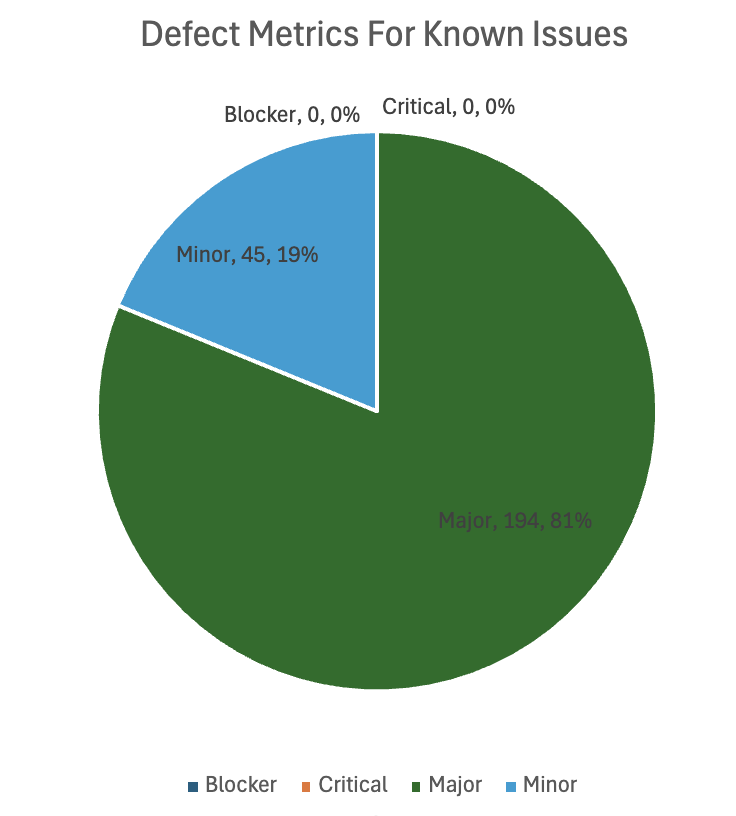 Defect Metrics For Known Issues
Blocker, 0, 0%
Critical, 0, 0%
Minor, 45, 19%
Major, 194, 81%
Blocker Critical Major Minor